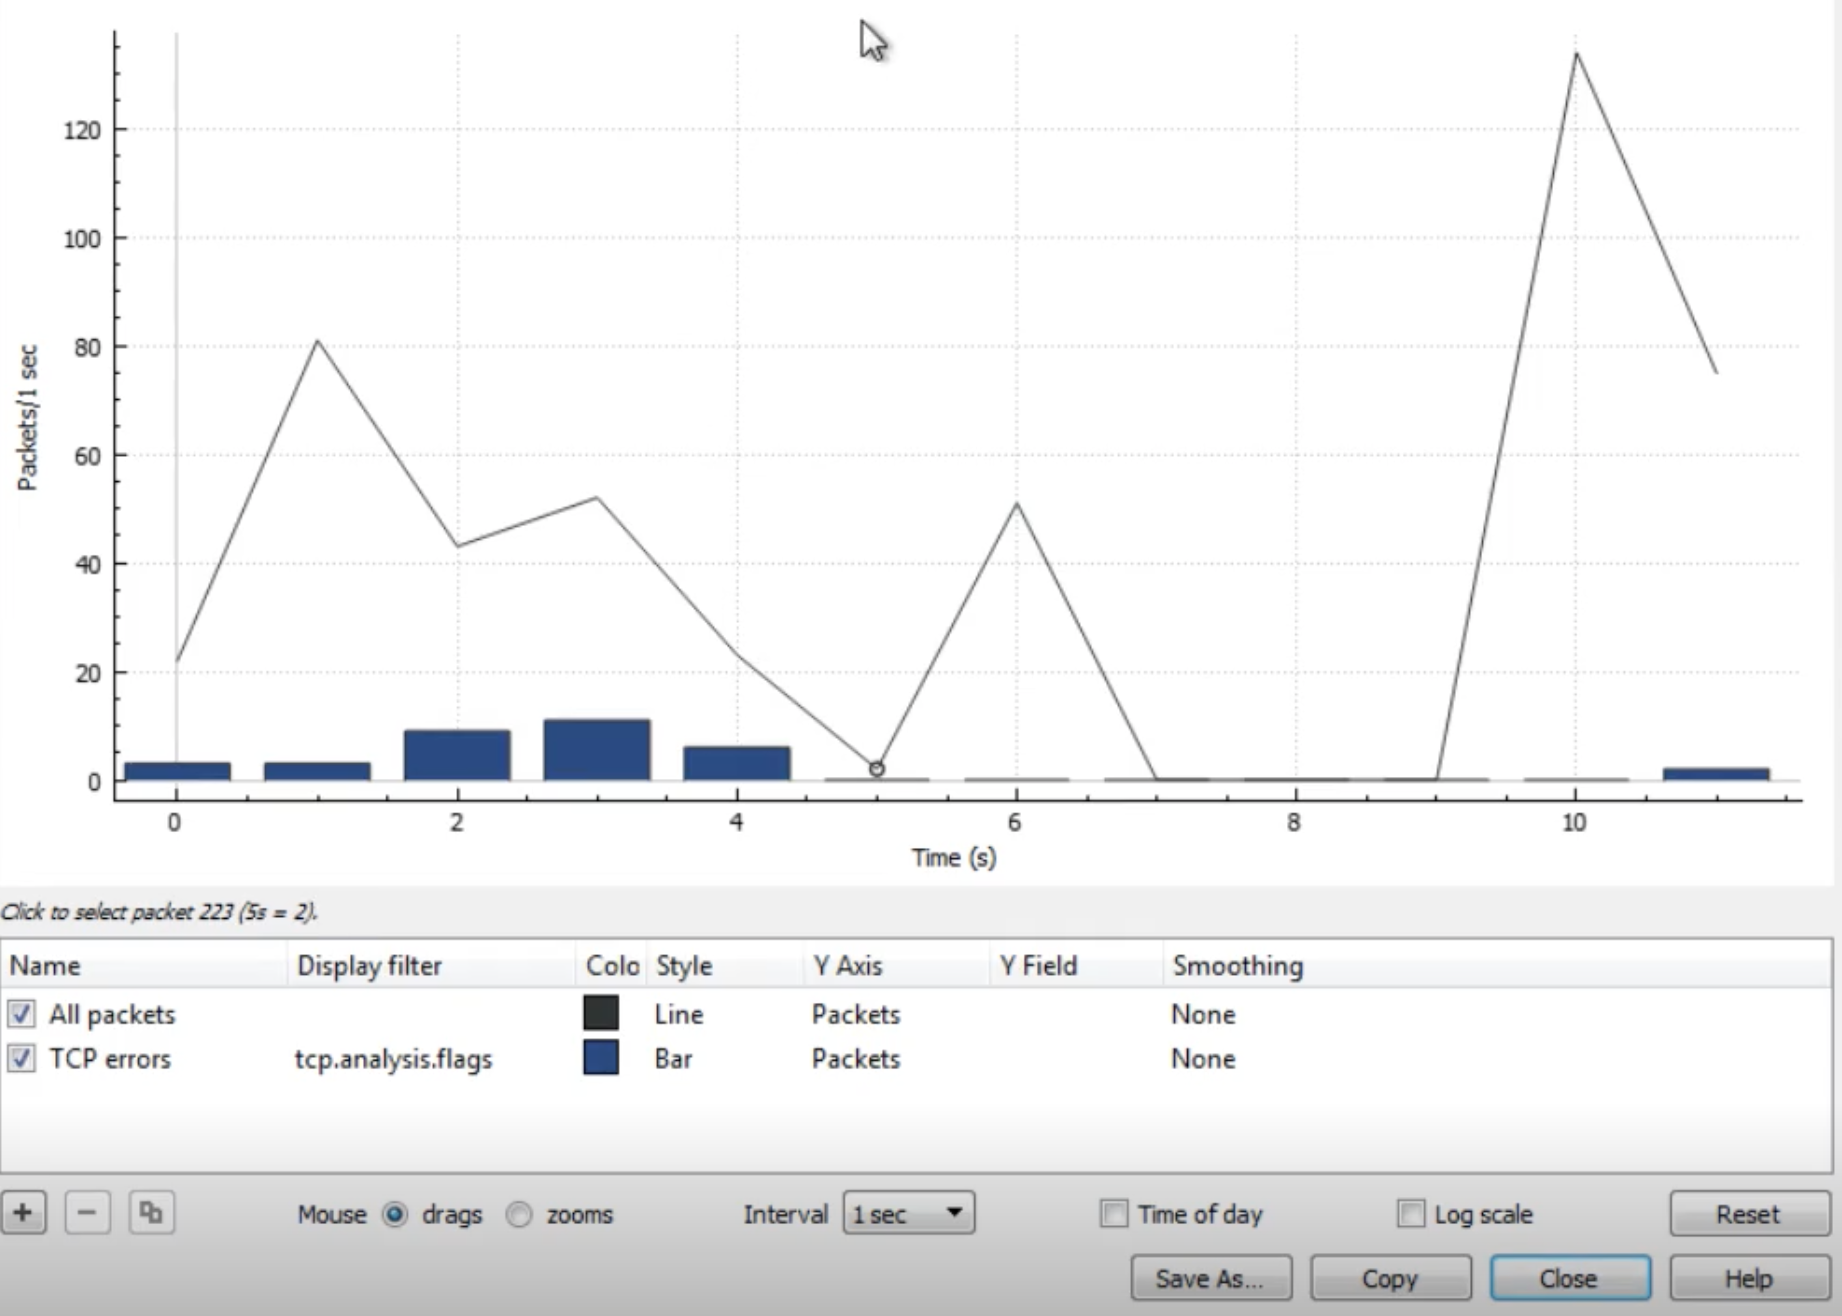 120
100
80
60
40
20
0
Packets/1 sec
0 2 4 6 8 10
Time (s)
Click to select packet 223 (5s = 2).
Name Display filter Colo Style Y Axis Y Field Smoothing
All packets Line Packets None
TCP errors tcp.analysis.flags Bar Packets None
Mouse drags zooms Interval 1 sec Time of day Log scale Reset
Save As... Copy Close Help